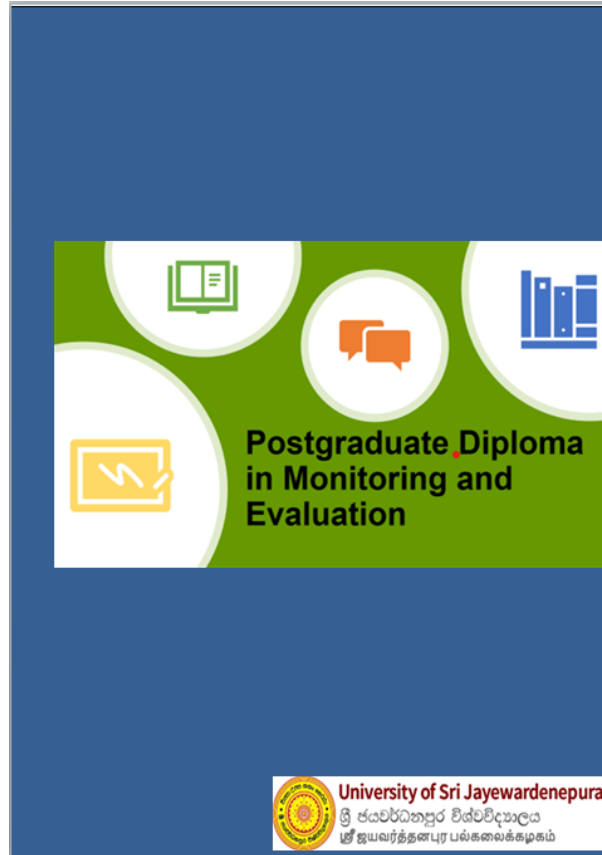 Postgraduate Diploma
in Monitoring and
Evaluation
University of Sri Jayewardenepura
ශ්‍රී ජයවර්ධනපුර විශ්වවිද්‍යාලය
ஸ்ரீ ஜயவர்த்தனபுர பல்கலைக்கழகம்